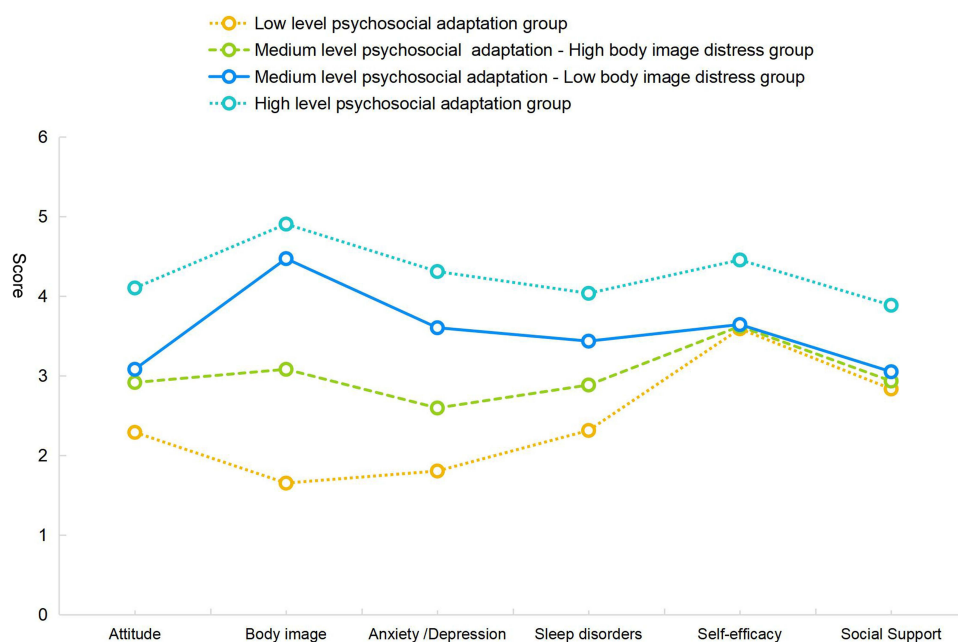 Low level psychosocial adaptation group
Medium level psychosocial adaptation - High body image distress group
Medium level psychosocial adaptation - Low body image distress group
High level psychosocial adaptation group
6
5
4
3
2
1
0
Score
Attitude Body image Anxiety /Depression Sleep disorders Self-efficacy Social Support